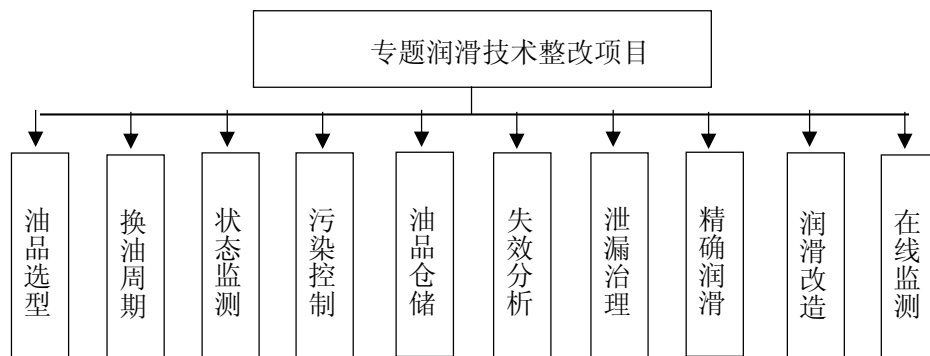 专题润滑技术整改项目
油品选型
换油周期
状态监测
污染控制
油品仓储
失效分析
泄漏治理
精确润滑
润滑改造
在线监测